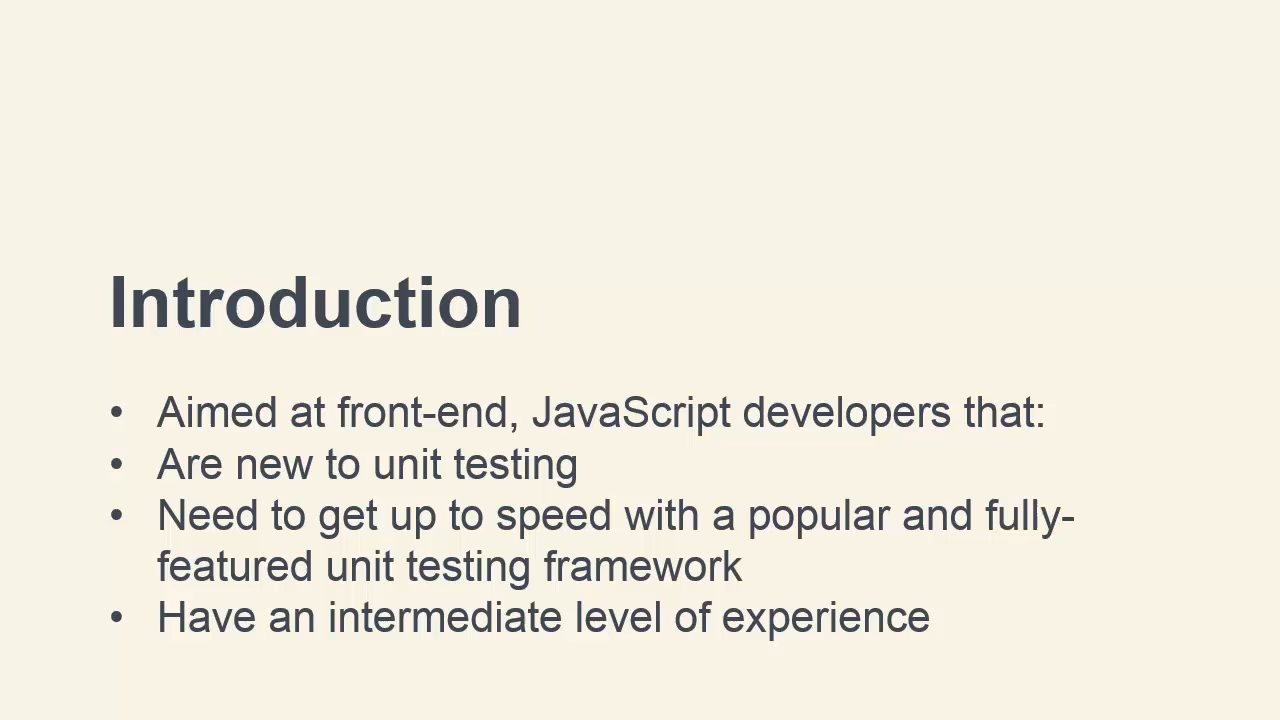 Introduction
• Aimed at front-end, JavaScript developers that:
• Are new to unit testing
• Need to get up to speed with a popular and fully-
featured unit testing framework
• Have an intermediate level of experience